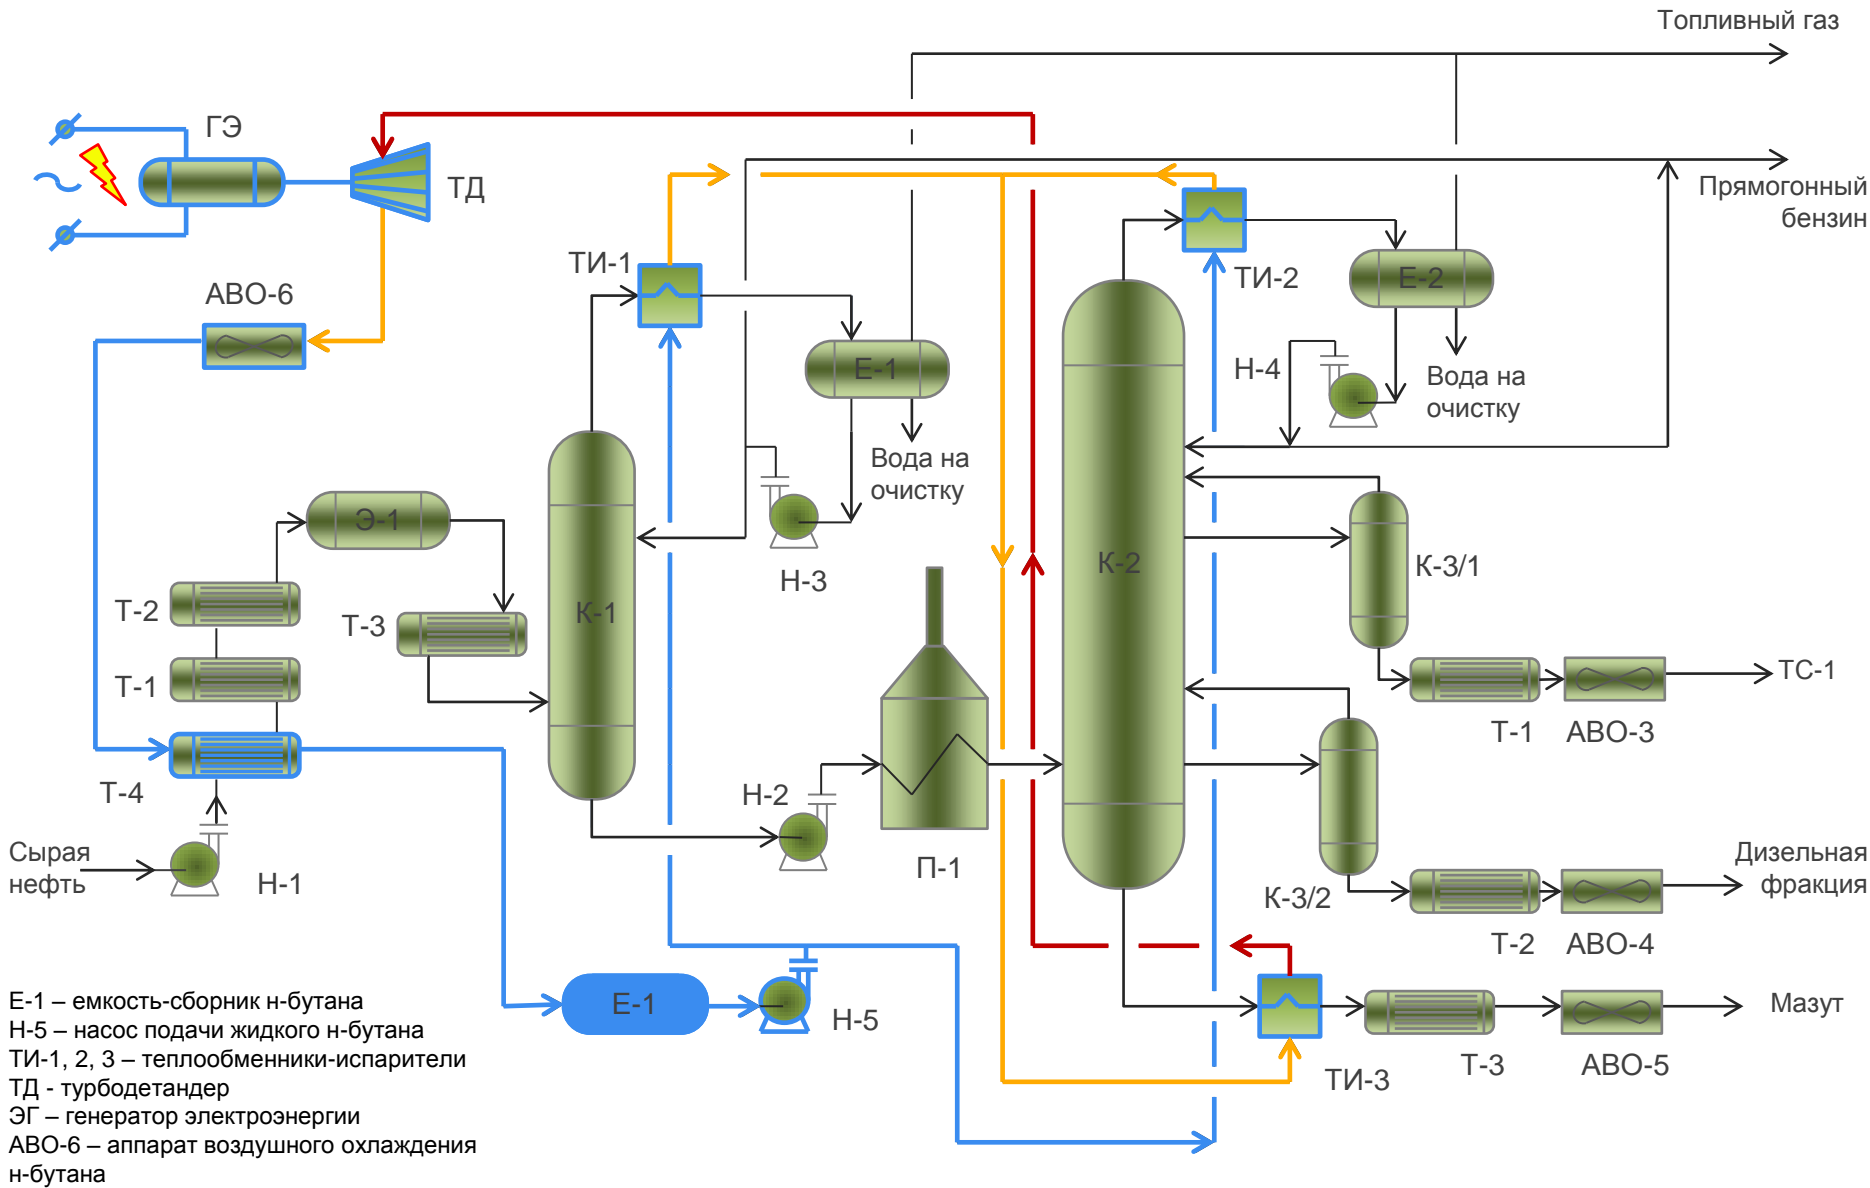 Топливный газ
ГЭ
ТД
Прямогонный
бензин
ТИ-1
ТИ-2
АВО-6
Е-2
Е-1
Н-4
Вода на
очистку
Вода на
очистку
Э-1
К-2
К-3/1
Н-3
Т-2
Т-3
К-1
Т-1
ТС-1
Т-1
АВО-3
Т-4
Н-2
Сырая
нефть
Н-1
П-1
Дизельная
фракция
К-3/2
Т-2
АВО-4
Е-1
Н-5
Мазут
ТИ-3
Т-3
АВО-5
Е-1 – емкость-сборник н-бутана
Н-5 – насос подачи жидкого н-бутана
ТИ-1, 2, 3 – теплообменники-испарители
ТД - турбодетандер
ЭГ – генератор электроэнергии
АВО-6 – аппарат воздушного охлаждения
н-бутана